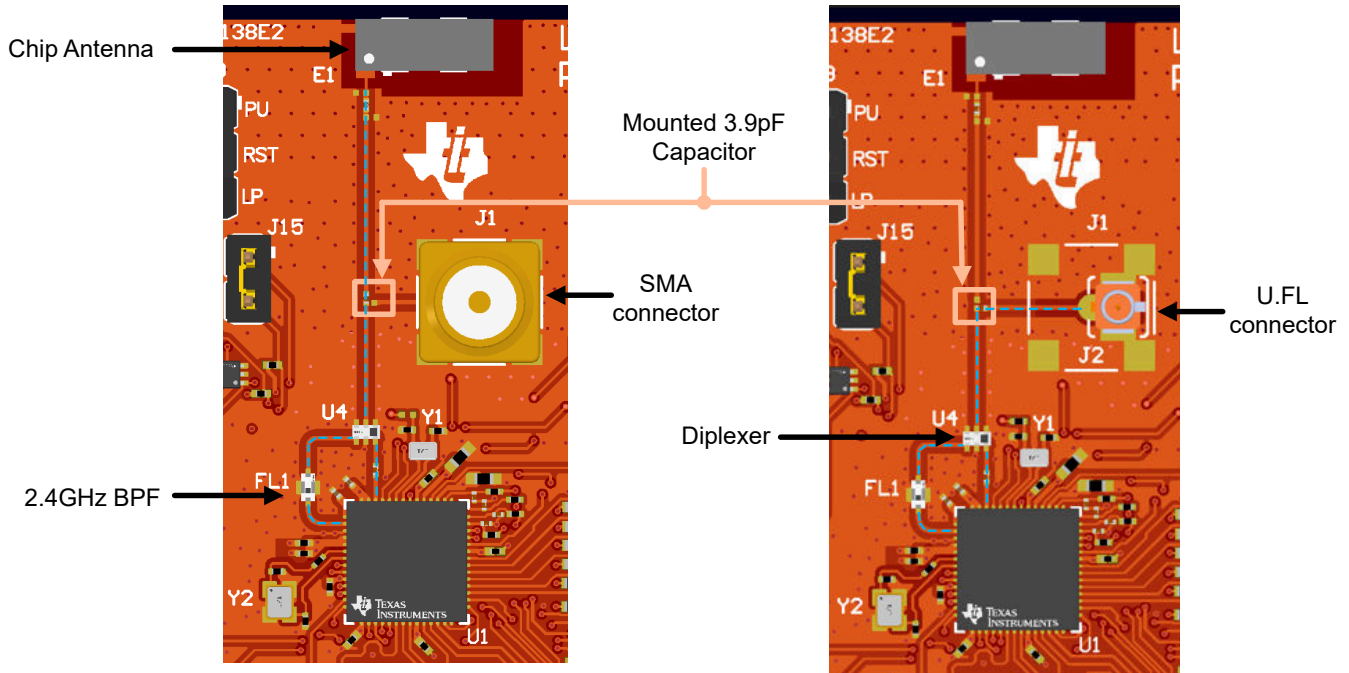 138E2
Chip Antenna
E1
PU
RST
LP
J15
J1
Mounted 3.9pF
Capacitor
SMA
connector
U4
Y1
FL1
2.4GHz BPF
Y2
TEXAS
INSTRUMENTS
U1
138E2
E1
PU
RST
LP
J15
J1
U.FL
connector
J2
Diplexer
U4
Y1
FL1
Y2
TEXAS
INSTRUMENTS
U1